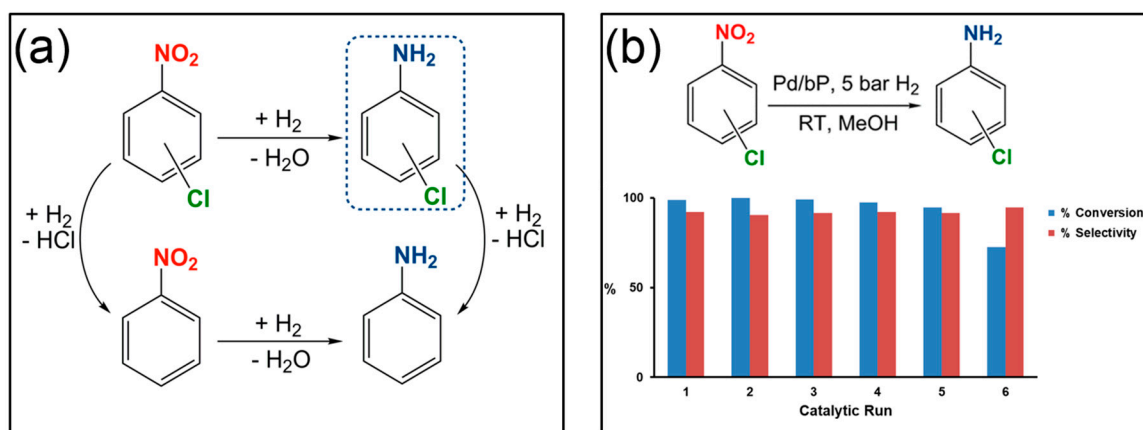 (a)
NO2
NH2
+ H2
- H2O
Cl
Cl
+ H2
- HCl
+ H2
- HCl
NO2
NH2
+ H2
- H2O
(b)
NO2
NH2
Pd/bP, 5 bar H2
RT, MeOH
Cl
Cl
100
% Conversion
% Selectivity
%
50
0
1 2 3 4 5 6
Catalytic Run